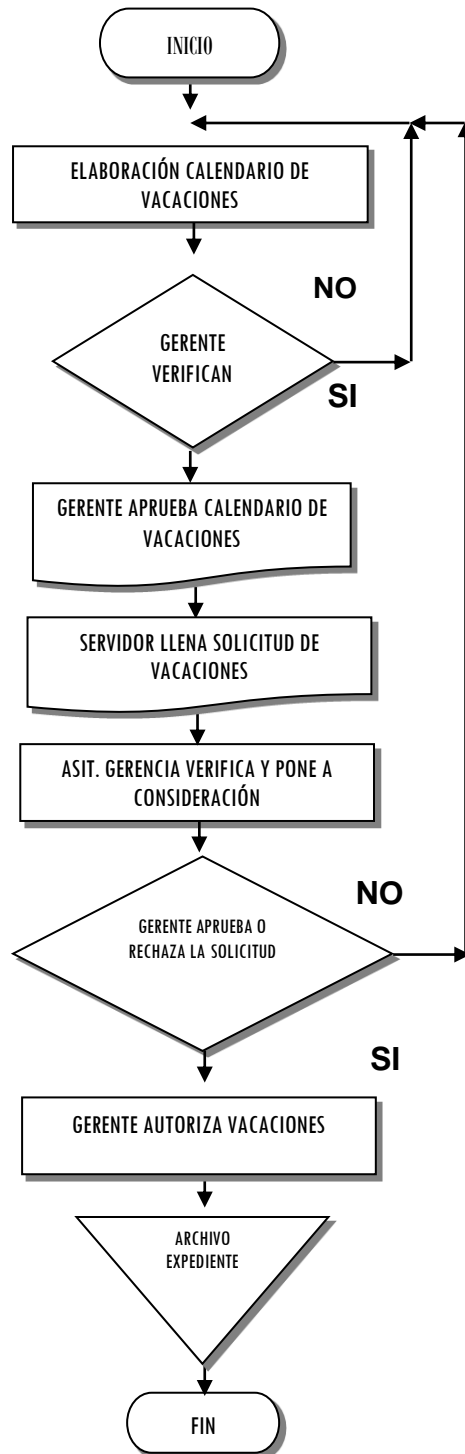 INICIO
ELABORACIÓN CALENDARIO DE
VACACIONES
NO
GERENTE
VERIFICAN
SI
GERENTE APRUEBA CALENDARIO DE
VACACIONES
SERVIDOR LLENA SOLICITUD DE
VACACIONES
ASIT. GERENCIA VERIFICA Y PONE A
CONSIDERACIÓN
NO
GERENTE APRUEBA O
RECHAZA LA SOLICITUD
SI
GERENTE AUTORIZA VACACIONES
ARCHIVO
EXPEDIENTE
FIN